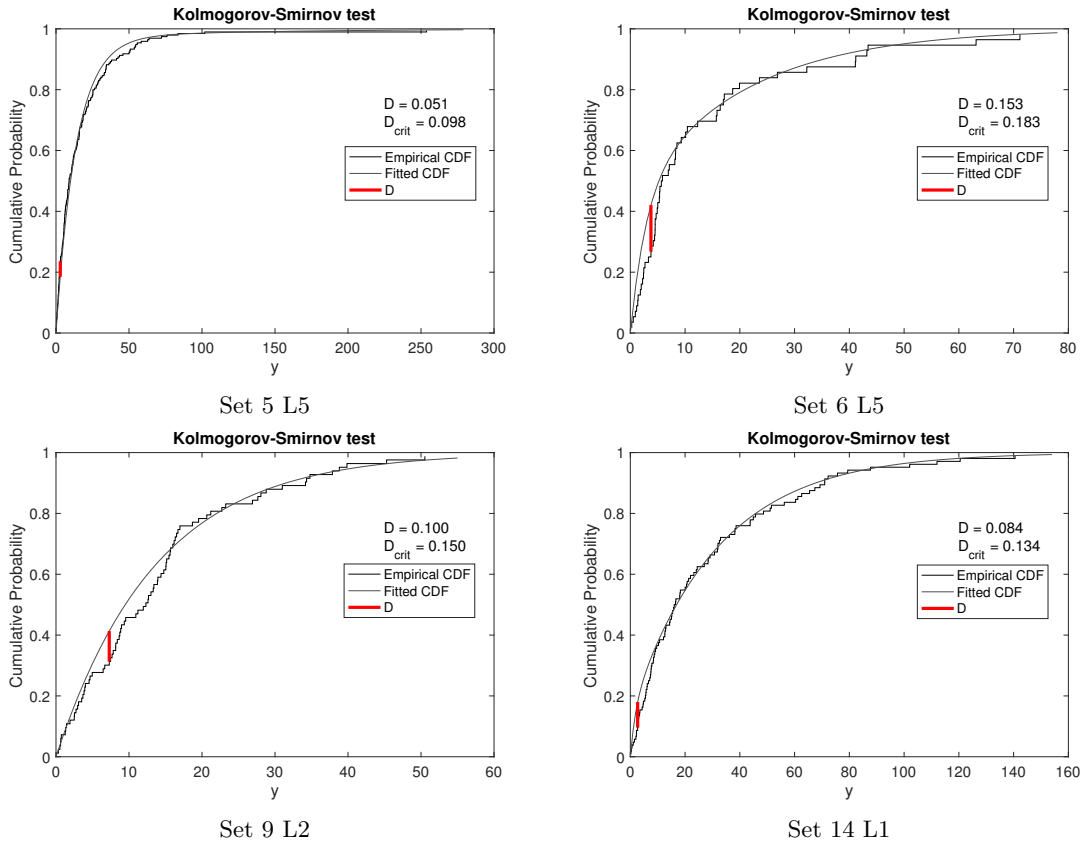 Kolmogorov-Smirnov test
1
0.8
0.6
0.4
0.2
0
Cumulative Probability
D = 0.051
Dcrit = 0.098
Empirical CDF
Fitted CDF
D
0 50 100 150 200 250 300
y
Set 5 L5
Kolmogorov-Smirnov test
1
0.8
0.6
0.4
0.2
0
Cumulative Probability
D = 0.153
Dcrit = 0.183
Empirical CDF
Fitted CDF
D
0 10 20 30 40 50 60 70 80
y
Set 6 L5
Kolmogorov-Smirnov test
1
0.8
0.6
0.4
0.2
0
Cumulative Probability
D = 0.100
Dcrit = 0.150
Empirical CDF
Fitted CDF
D
0 10 20 30 40 50 60
y
Set 9 L2
Kolmogorov-Smirnov test
1
0.8
0.6
0.4
0.2
0
Cumulative Probability
D = 0.084
Dcrit = 0.134
Empirical CDF
Fitted CDF
D
0 20 40 60 80 100 120 140 160
y
Set 14 L1